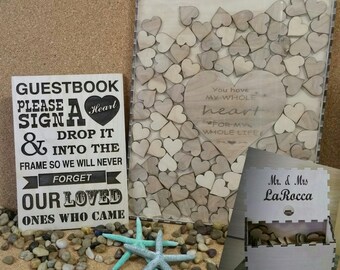 GUESTBOOK
PLEASE
SIGN A Heart
& DROP IT
INTO THE
FRAME SO WE WILL NEVER
FORGET
OUR LOVED
ONES WHO CAME
You have
MY WHOLE
heart
FOR MY
WHOLE LIFE
Mr. & Mrs
LaRocca